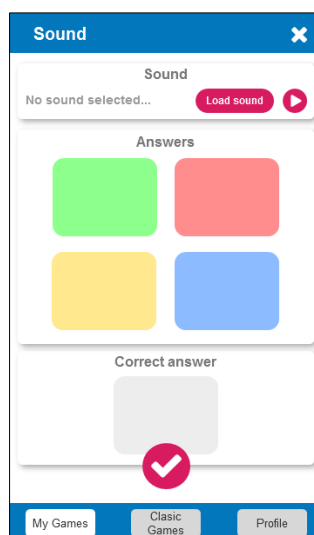 Sound
Sound
No sound selected...
Load sound
Answers
Correct answer
My Games
Clasic
Games
Profile